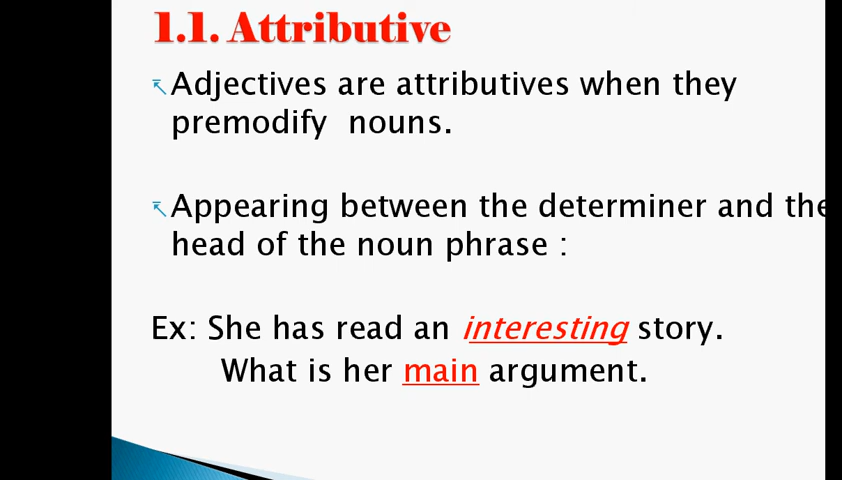 1.1. Attributive
Adjectives are attributives when they
premodify nouns.
Appearing between the determiner and the
head of the noun phrase :
Ex: She has read an interesting story.
What is her main argument.